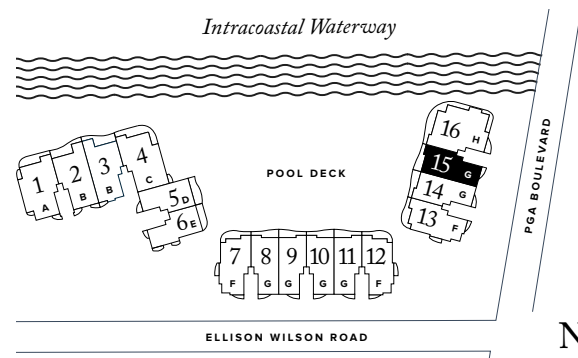 Intracoastal Waterway
PGA BOULEVARD
POOL DECK
1 A
2 B
3 B
4 C
5 D
6 E
7 F
8 G
9 G
10 G
11 G
12 F
13 F
14 G
15 G
16 H
ELLISON WILSON ROAD
N